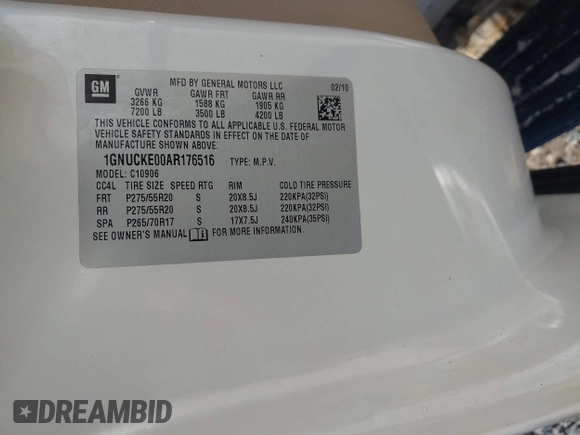 GM
MFD BY GENERAL MOTORS LLC 02/10
GVWR GAWR FRT GAWR RR
3266 KG 1588 KG 1905 KG
7200 LB 3500 LB 4200 LB
THIS VEHICLE CONFORMS TO ALL APPLICABLE U.S. FEDERAL MOTOR
VEHICLE SAFETY STANDARDS IN EFFECT ON THE DATE OF
MANUFACTURE SHOWN ABOVE.
1GNUCKE00AR176516 TYPE: M.P.V.
MODEL: C10906
CC4L TIRE SIZE SPEED RTG RIM COLD TIRE PRESSURE
FRT P275/55R20 S 20X8.5J 220KPA(32PSI)
RR P275/55R20 S 20X8.5J 220KPA(32PSI)
SPA P265/70R17 S 17X7.5J 240KPA(35PSI)
SEE OWNER'S MANUAL FOR MORE INFORMATION.
DREAMBID